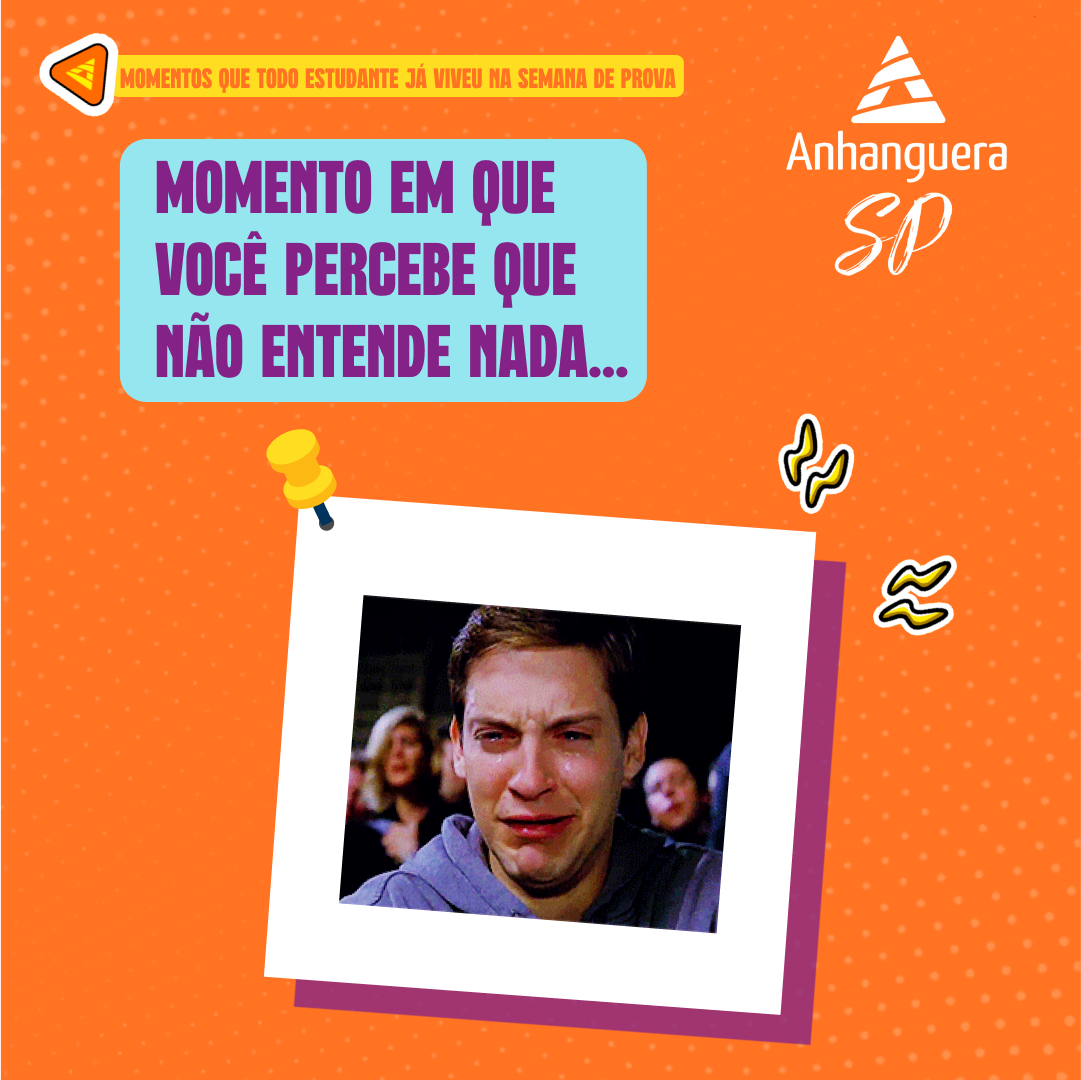 MOMENTOS QUE TODO ESTUDANTE JÁ VIVEU NA SEMANA DE PROVA
Anhanguera
SP
MOMENTO EM QUE
VOCÊ PERCEBE QUE
NÃO ENTENDE NADA...